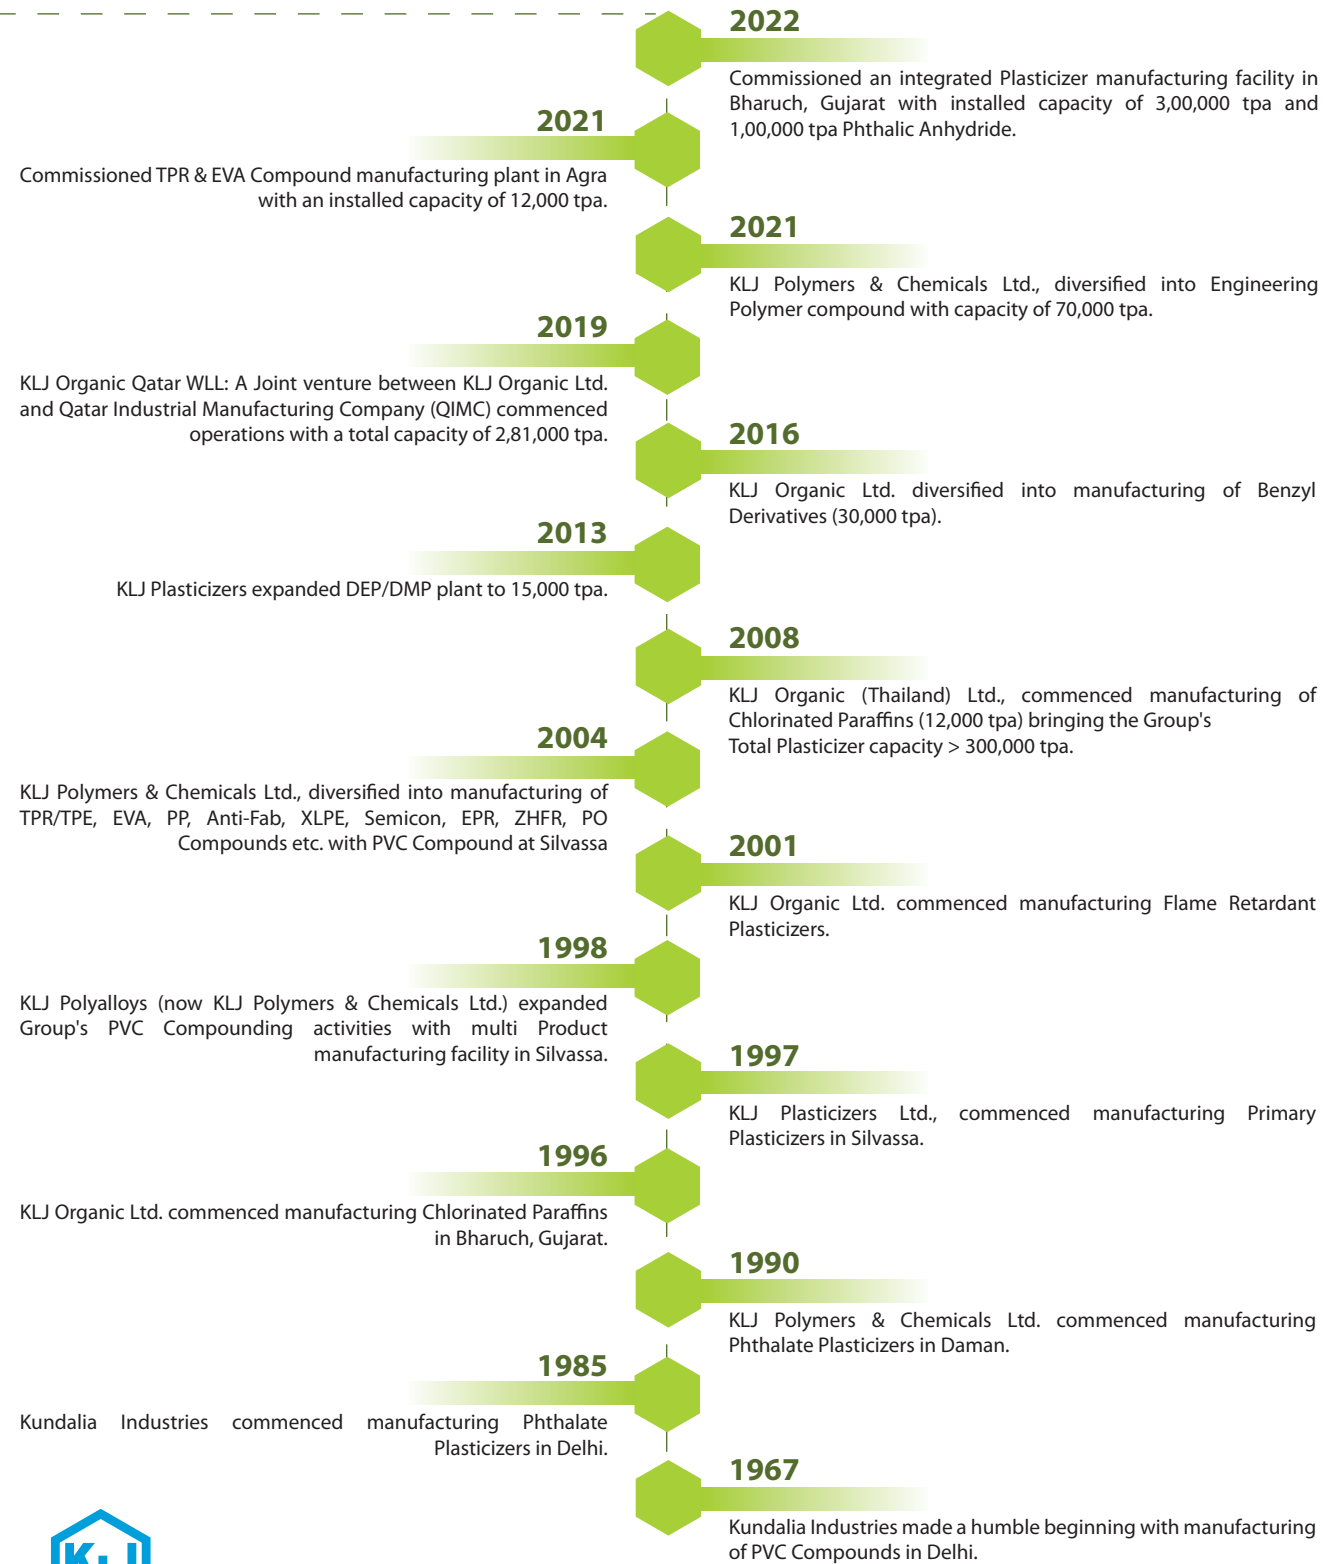 2022
Commissioned an integrated Plasticizer manufacturing facility in
Bharuch, Gujarat with installed capacity of 3,00,000 tpa and
1,00,000 tpa Phthalic Anhydride.
2021
Commissioned TPR & EVA Compound manufacturing plant in Agra
with an installed capacity of 12,000 tpa.
2021
KLJ Polymers & Chemicals Ltd., diversified into Engineering
Polymer compound with capacity of 70,000 tpa.
2019
KLJ Organic Qatar WLL: A Joint venture between KLJ Organic Ltd.
and Qatar Industrial Manufacturing Company (QIMC) commenced
operations with a total capacity of 2,81,000 tpa.
2016
KLJ Organic Ltd. diversified into manufacturing of Benzyl
Derivatives (30,000 tpa).
2013
KLJ Plasticizers expanded DEP/DMP plant to 15,000 tpa.
2008
KLJ Organic (Thailand) Ltd., commenced manufacturing of
Chlorinated Paraffins (12,000 tpa) bringing the Group's
Total Plasticizer capacity > 300,000 tpa.
2004
KLJ Polymers & Chemicals Ltd., diversified into manufacturing of
TPR/TPE, EVA, PP, Anti-Fab, XLPE, Semicon, EPR, ZHFR, PO
Compounds etc. with PVC Compound at Silvassa
2001
KLJ Organic Ltd. commenced manufacturing Flame Retardant
Plasticizers.
1998
KLJ Polyalloys (now KLJ Polymers & Chemicals Ltd.) expanded
Group's PVC Compounding activities with multi Product
manufacturing facility in Silvassa.
1997
KLJ Plasticizers Ltd., commenced manufacturing Primary
Plasticizers in Silvassa.
1996
KLJ Organic Ltd. commenced manufacturing Chlorinated Paraffins
in Bharuch, Gujarat.
1990
KLJ Polymers & Chemicals Ltd. commenced manufacturing
Phthalate Plasticizers in Daman.
1985
Kundalia Industries commenced manufacturing Phthalate
Plasticizers in Delhi.
1967
Kundalia Industries made a humble beginning with manufacturing
of PVC Compounds in Delhi.
KLJ